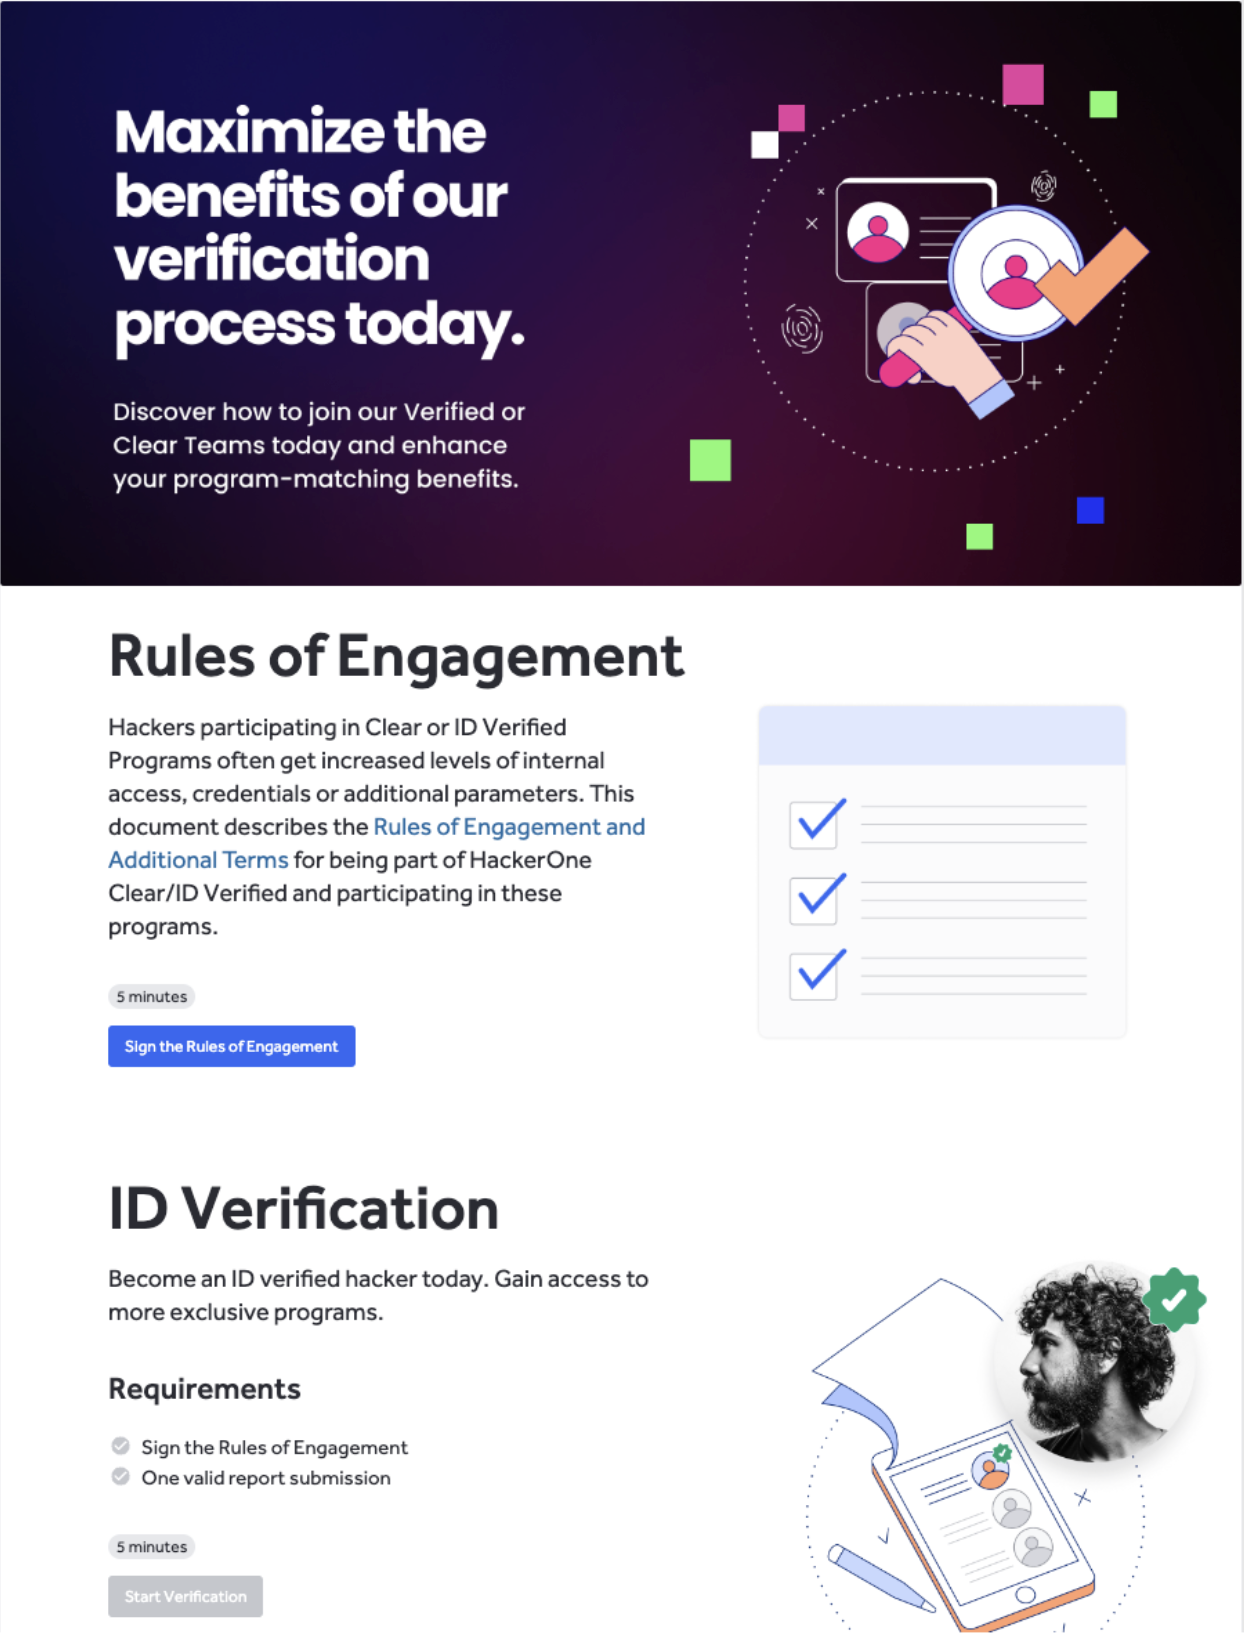 Maximize the
benefits of our
verification
process today.
Discover how to join our Verified or
Clear Teams today and enhance
your program-matching benefits.
Rules of Engagement
Hackers participating in Clear or ID Verified
Programs often get increased levels of internal
access, credentials or additional parameters. This
document describes the Rules of Engagement and
Additional Terms for being part of HackerOne
Clear/ID Verified and participating in these
programs.
5 minutes
Sign the Rules of Engagement
ID Verification
Become an ID verified hacker today. Gain access to
more exclusive programs.
Requirements
Sign the Rules of Engagement
One valid report submission
5 minutes
Start Verification